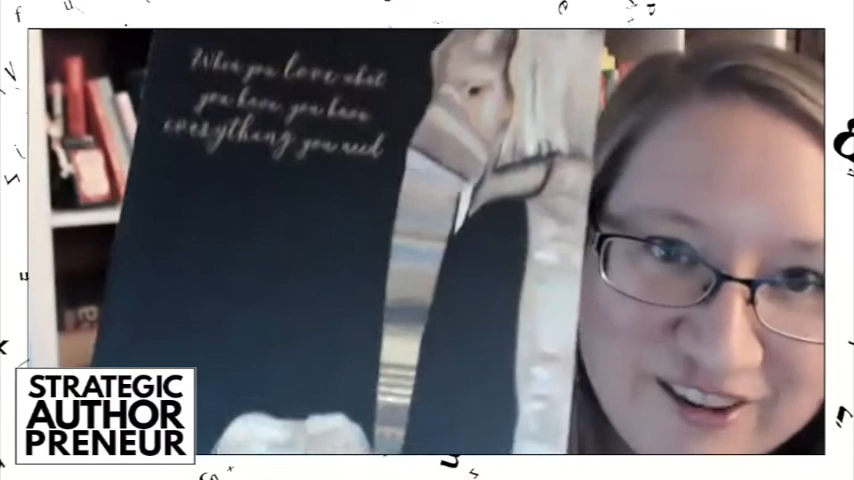 When you love what
you have you have
everything you need
STRATEGIC
AUTHOR
PRENEUR